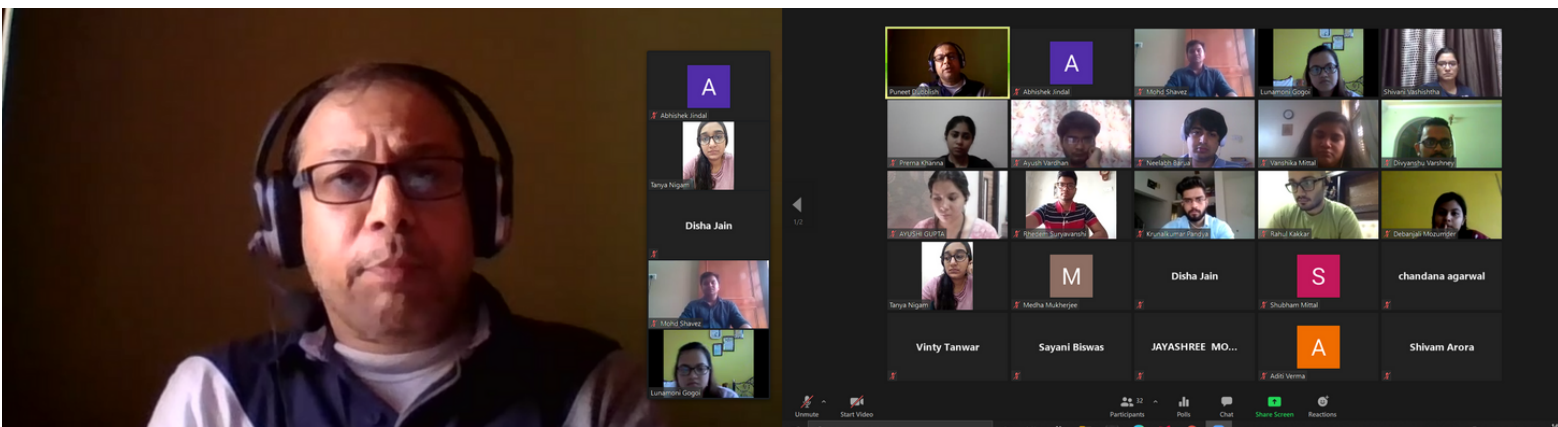 A
Abhishek Jindal
Tanya Nigam
Disha Jain
Mohd Shavez
Lunamoni Gogoi
Puneet Dubblish
A
Abhishek Jindal
Mohd Shavez
Lunamoni Gogoi
Shivani Vashishtha
Prerna Khanna
Ayush Vardhan
Neelabh Barua
Vanshika Mittal
Divyanshu Varshney
1/2
AYUSHI GUPTA
Rheoem Suryavanshi
Krunalkumar Pandya
Rahul Kakkar
Debanjali Mozumder
Tanya Nigam
M
Medha Mukherjee
Disha Jain
S
Shubham Mittal
chandana agarwal
Vinty Tanwar
Sayani Biswas
JAYASHREE MO...
A
Aditi Verma
Shivam Arora
Unmute
Start Video
32
Participants
Polls
Chat
Share Screen
Reactions